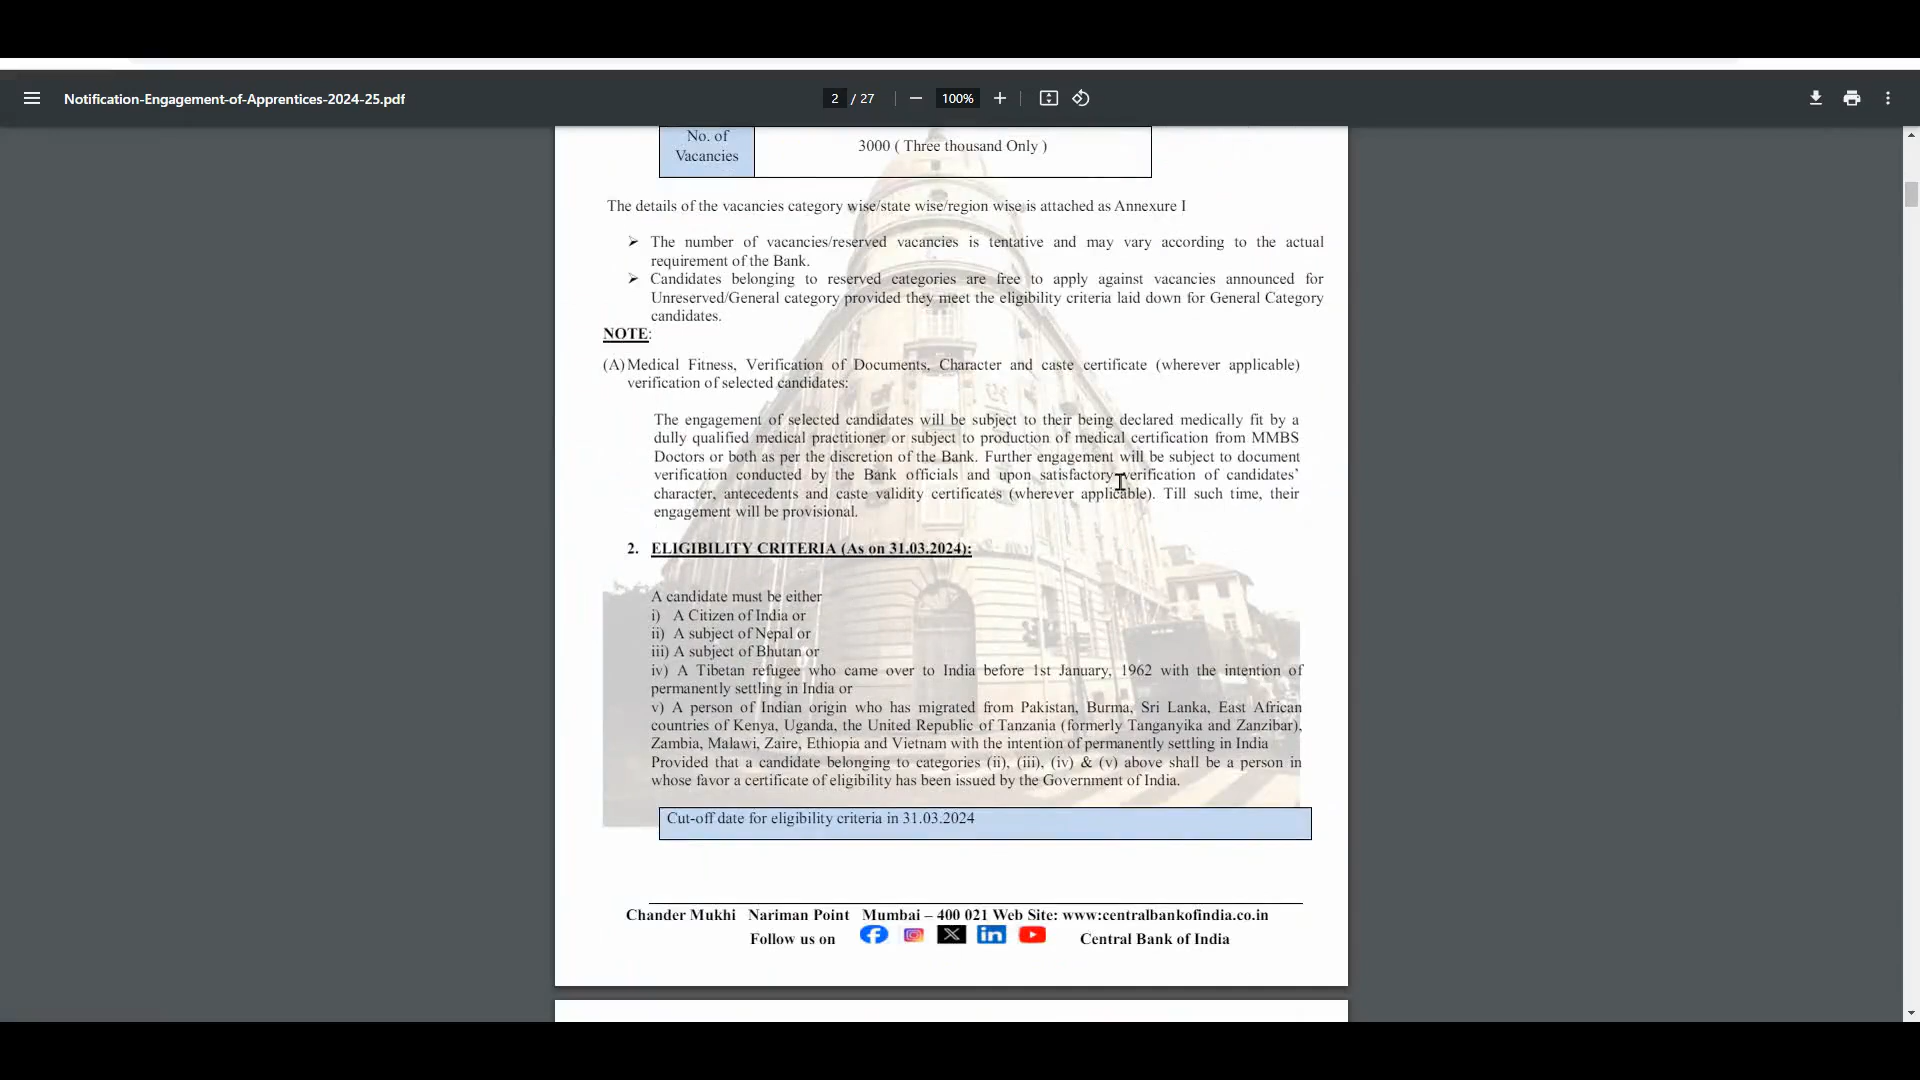 Notification-Engagement-of-Apprentices-2024-25.pdf
2 / 27
100%
No. of
Vacancies
3000 ( Three thousand Only )
The details of the vacancies category wise/state wise/region wise is attached as Annexure I
➢ The number of vacancies/reserved vacancies is tentative and may vary according to the actual
requirement of the Bank.
➢ Candidates belonging to reserved categories are free to apply against vacancies announced for
Unreserved/General category provided they meet the eligibility criteria laid down for General Category
candidates.
NOTE:
(A) Medical Fitness, Verification of Documents, Character and caste certificate (wherever applicable)
verification of selected candidates:
The engagement of selected candidates will be subject to their being declared medically fit by a
dully qualified medical practitioner or subject to production of medical certification from MMBS
Doctors or both as per the discretion of the Bank. Further engagement will be subject to document
verification conducted by the Bank officials and upon satisfactory verification of candidates’
character, antecedents and caste validity certificates (wherever applicable). Till such time, their
engagement will be provisional.
2. ELIGIBILITY CRITERIA (As on 31.03.2024):
A candidate must be either
i) A Citizen of India or
ii) A subject of Nepal or
iii) A subject of Bhutan or
iv) A Tibetan refugee who came over to India before 1st January, 1962 with the intention of
permanently settling in India or
v) A person of Indian origin who has migrated from Pakistan, Burma, Sri Lanka, East African
countries of Kenya, Uganda, the United Republic of Tanzania (formerly Tanganyika and Zanzibar),
Zambia, Malawi, Zaire, Ethiopia and Vietnam with the intention of permanently settling in India
Provided that a candidate belonging to categories (ii), (iii), (iv) & (v) above shall be a person in
whose favor a certificate of eligibility has been issued by the Government of India.
Cut-off date for eligibility criteria in 31.03.2024
Chander Mukhi Nariman Point Mumbai – 400 021 Web Site: www:centralbankofindia.co.in
Follow us on Central Bank of India